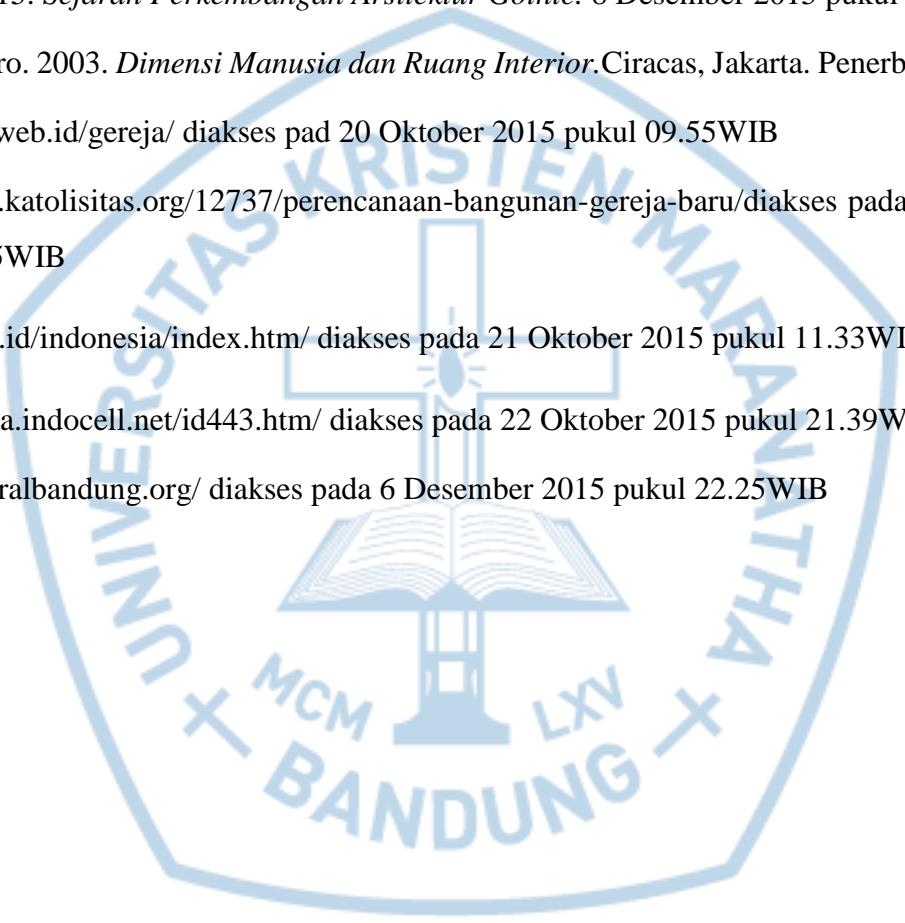 15. Sejarah Perkembangan Arsitektur Gothic. 8 Desember 2015 pukul
ro. 2003. Dimensi Manusia dan Ruang Interior.Ciracas, Jakarta. Penerb
web.id/gereja/ diakses pad 20 Oktober 2015 pukul 09.55WIB
.katolisitas.org/12737/perencanaan-bangunan-gereja-baru/diakses pada
5WIB
.id/indonesia/index.htm/ diakses pada 21 Oktober 2015 pukul 11.33WI
a.indocell.net/id443.htm/ diakses pada 22 Oktober 2015 pukul 21.39W
ralbandung.org/ diakses pada 6 Desember 2015 pukul 22.25WIB
UNIVERSITAS KRISTEN MARANATHA
MCM LXV
BANDUNG